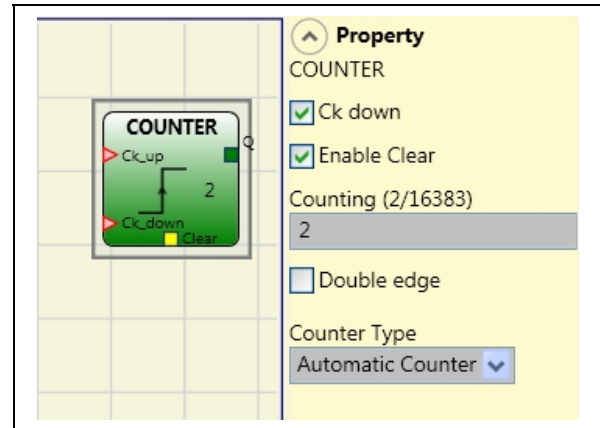 COUNTER
Q
Ck_up
2
Ck_down
Clear
Property
COUNTER
Ck down
Enable Clear
Counting (2/16383)
2
Double edge
Counter Type
Automatic Counter